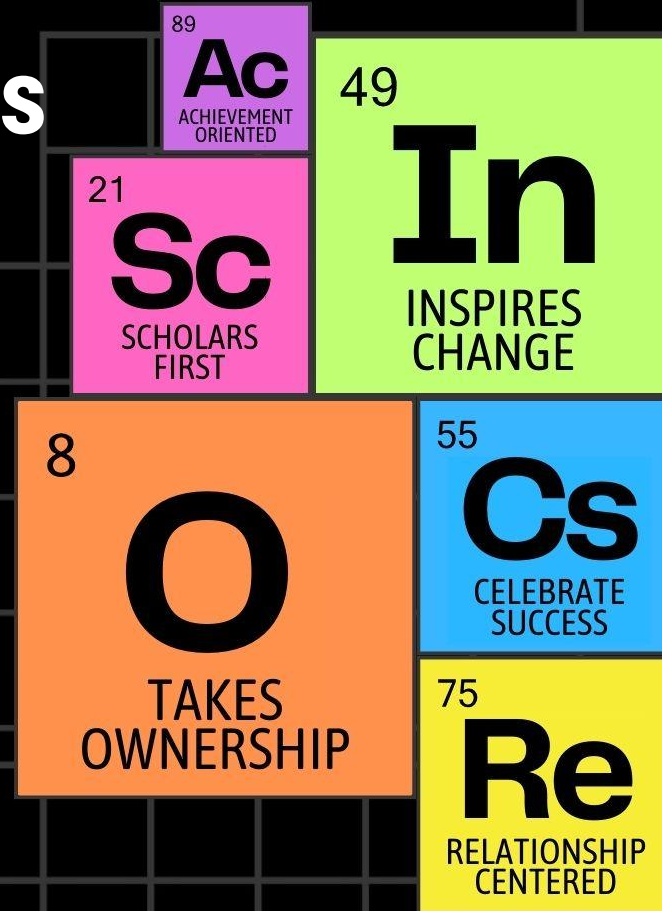 s
89
Ac
ACHIEVEMENT
ORIENTED
49
In
INSPIRES
CHANGE
21
Sc
SCHOLARS
FIRST
8
O
TAKES
OWNERSHIP
55
Cs
CELEBRATE
SUCCESS
75
Re
RELATIONSHIP
CENTERED